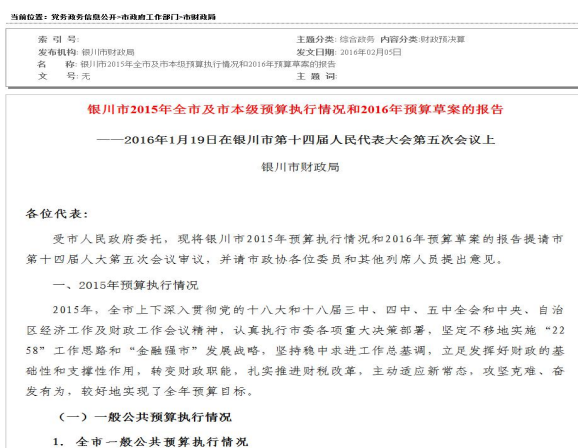 当前位置：党务政务信息公开-市政府工作部门-市财政局
索 引 号:
主题分类: 综合政务 内容分类:财政预决算
发布机构: 银川市财政局
发文日期: 2016年02月05日
名 称: 银川市2015年全市及市本级预算执行情况和2016年预算草案的报告
文 号: 无
主 题 词:
银川市2015年全市及市本级预算执行情况和2016年预算草案的报告
——2016年1月19日在银川市第十四届人民代表大会第五次会议上
银川市财政局
各位代表：
受市人民政府委托，现将银川市2015年预算执行情况和2016年预算草案的报告提请市
第十四届人大第五次会议审议，并请市政协各位委员和其他列席人员提出意见。
一、2015年预算执行情况
2015年，全市上下深入贯彻党的十八大和十八届三中、四中、五中全会和中央、自治
区经济工作及财政工作会议精神，认真执行市委各项重大决策部署，坚定不移地实施“22
58”工作思路和“金融强市”发展战略，坚持稳中求进工作总基调，立足发挥好财政的基
础性和支撑性作用，转变财政职能，扎实推进财税改革，主动适应新常态，攻坚克难、奋
发有为，较好地实现了全年预算目标。
（一）一般公共预算执行情况
1. 全市一般公共预算执行情况